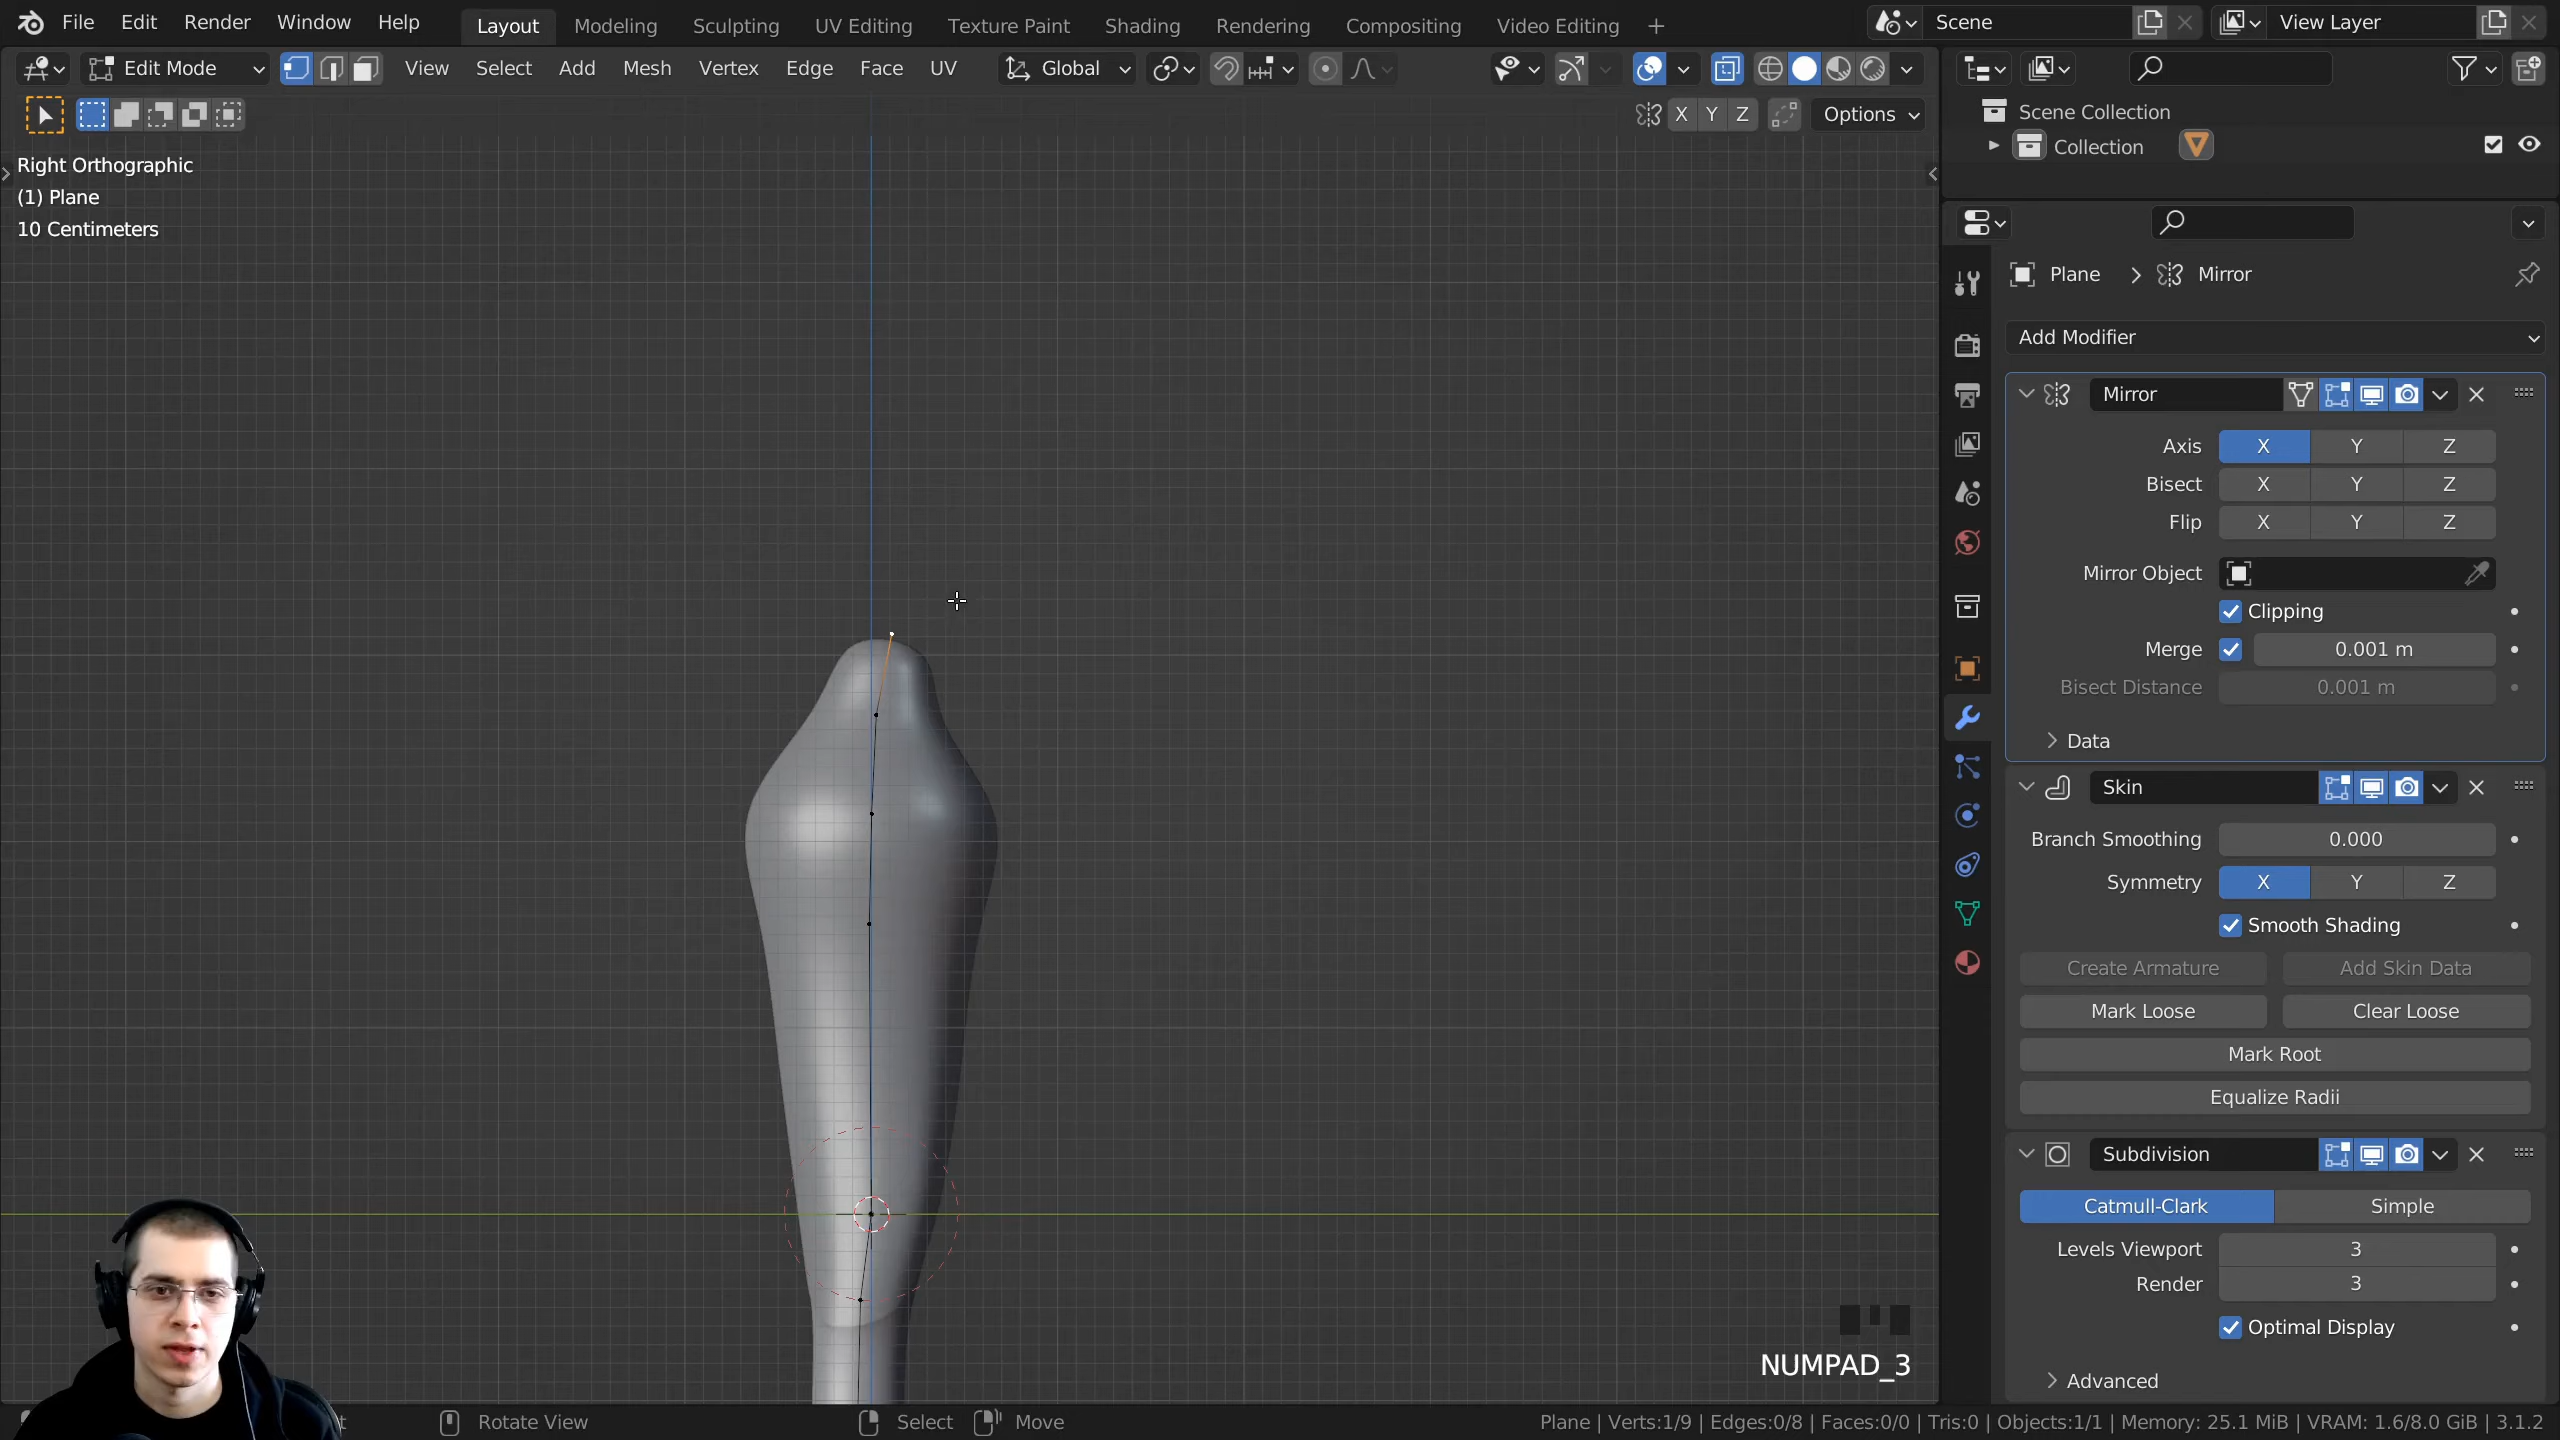 File Edit Render Window Help Layout Modeling Sculpting UV Editing Texture Paint Shading Rendering Compositing Video Editing + Scene View Layer
Edit Mode View Select Add Mesh Vertex Edge Face UV Global
X Y Z Options
Right Orthographic
(1) Plane
10 Centimeters
Scene Collection
Collection
Plane Mirror
Add Modifier
Mirror
Axis X Y Z
Bisect X Y Z
Flip X Y Z
Mirror Object
Clipping
Merge 0.001 m
Bisect Distance 0.001 m
Data
Skin
Branch Smoothing 0.000
Symmetry X Y Z
Smooth Shading
Create Armature Add Skin Data
Mark Loose Clear Loose
Mark Root
Equalize Radii
Subdivision
Catmull-Clark Simple
Levels Viewport 3
Render 3
Optimal Display
Advanced
NUMPAD_3
Rotate View Select Move Plane | Verts:1/9 | Edges:0/8 | Faces:0/0 | Tris:0 | Objects:1/1 | Memory: 25.1 MiB | VRAM: 1.6/8.0 GiB | 3.1.2